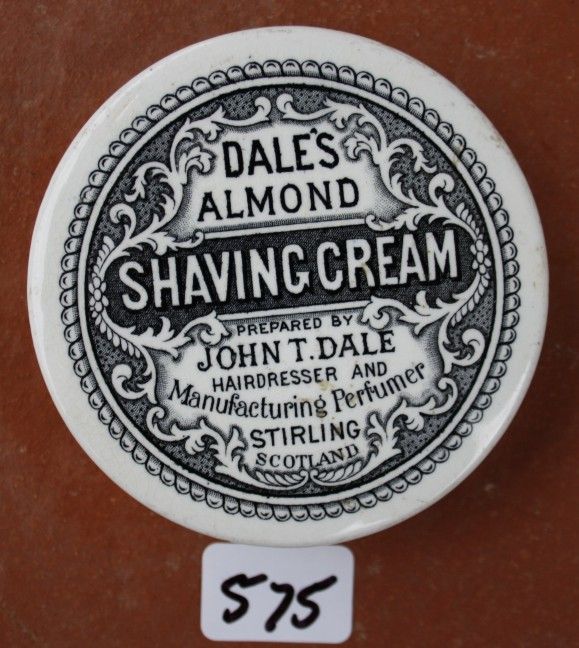 DALE'S
ALMOND
SHAVING CREAM
PREPARED BY
JOHN T. DALE
HAIRDRESSER AND
Manufacturing Perfumer
STIRLING
SCOTLAND
575